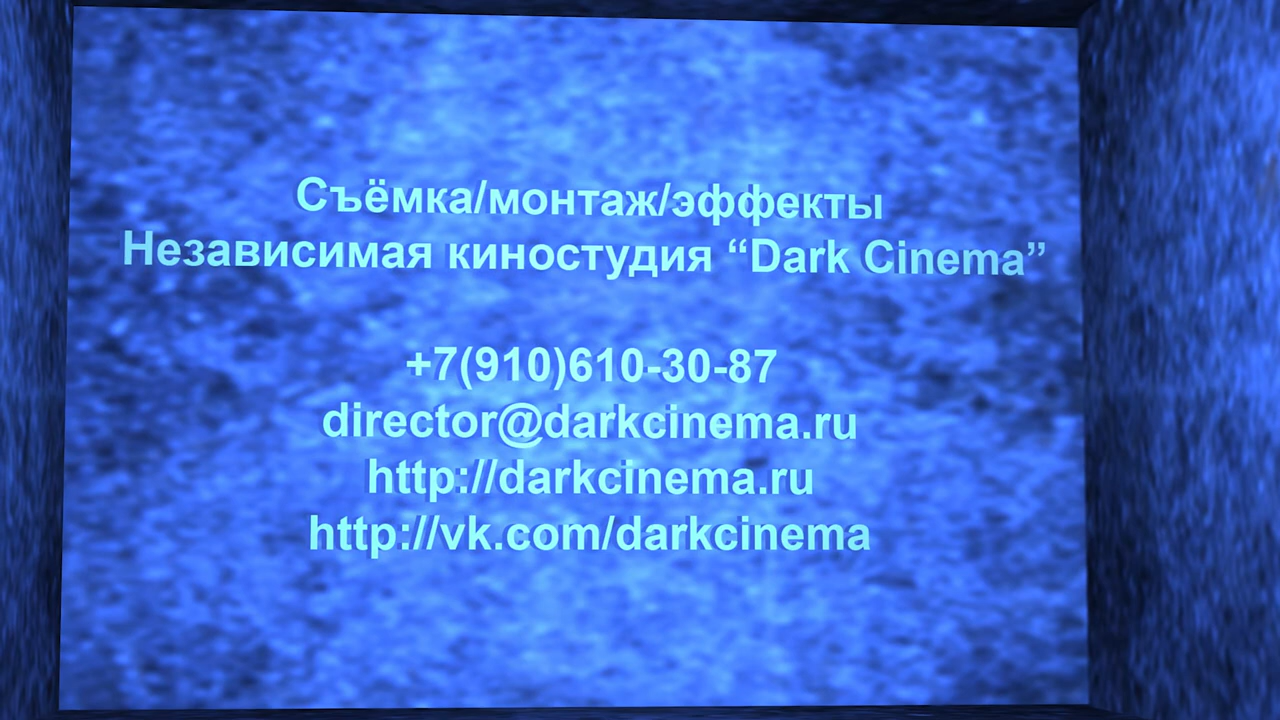 Съёмка/монтаж/эффекты
Независимая киностудия “Dark Cinema”
+7(910)610-30-87
director@darkcinema.ru
http://darkcinema.ru
http://vk.com/darkcinema